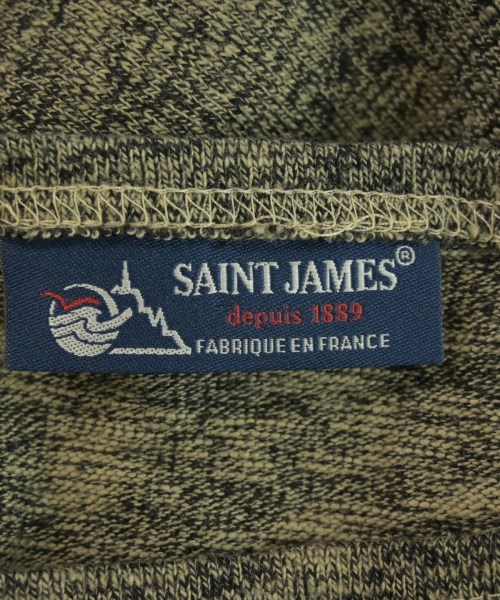 SAINT JAMES®
depuis 1889
FABRIQUE EN FRANCE